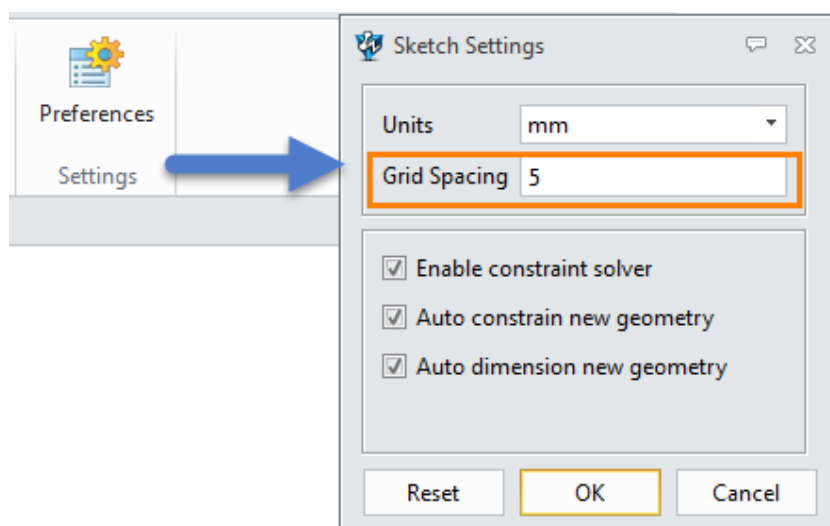 Preferences
Settings
Sketch Settings
Units mm
Grid Spacing 5
Enable constraint solver
Auto constrain new geometry
Auto dimension new geometry
Reset OK Cancel